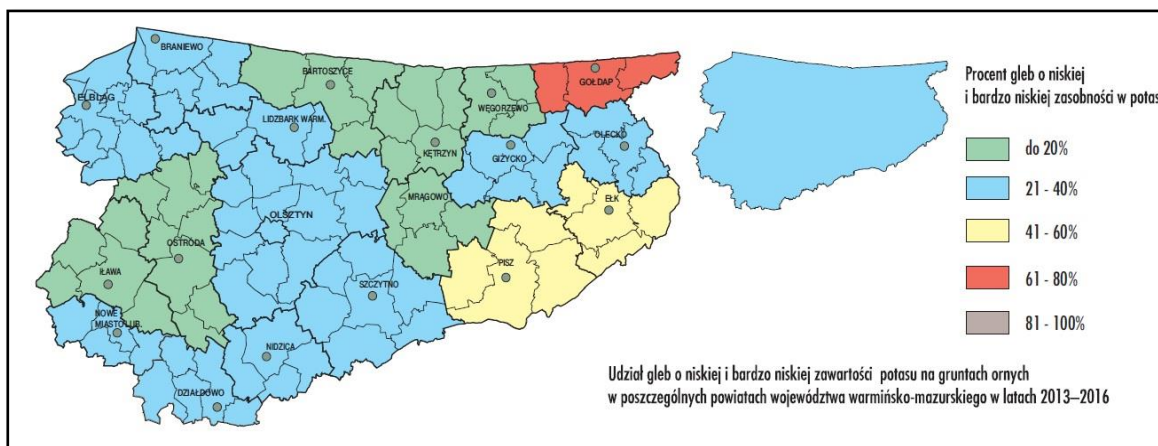 BRANIEWO
BARTOSZYCE
GOŁDAP
ELBLĄG
WĘGORZEWO
LIDZBARK WARM.
OLECKO
KĘTRZYN
GIŻYCKO
MRĄGOWO
EŁK
OLSZTYN
OSTRÓDA
PISZ
IŁAWA
SZCZYTNO
NOWE
MIASTO LUB.
NIDZICA
DZIAŁDOWO
Procent gleb o niskiej
i bardzo niskiej zasobności w potas
do 20%
21 - 40%
41 - 60%
61 - 80%
81 - 100%
Udział gleb o niskiej i bardzo niskiej zawartości potasu na gruntach ornych
w poszczególnych powiatach województwa warmińsko-mazurskiego w latach 2013–2016